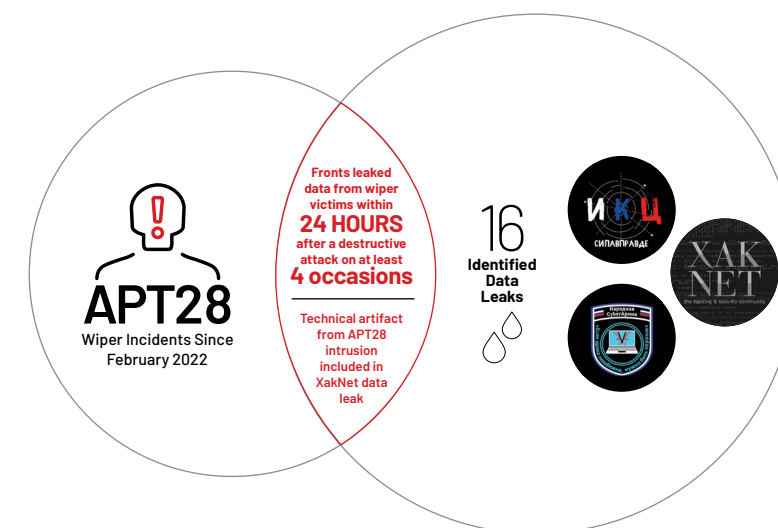 APT28
Wiper Incidents Since
February 2022
Fronts leaked
data from wiper
victims within
24 HOURS
after a destructive
attack on at least
4 occasions
Technical artifact
from APT28
intrusion
included in
XakNet data
leak
16
Identified
Data
Leaks
ИКЦ
СИЛАВПРАВДЕ
XAK
NET
the hacking & security community
Народная
CyberАрмия